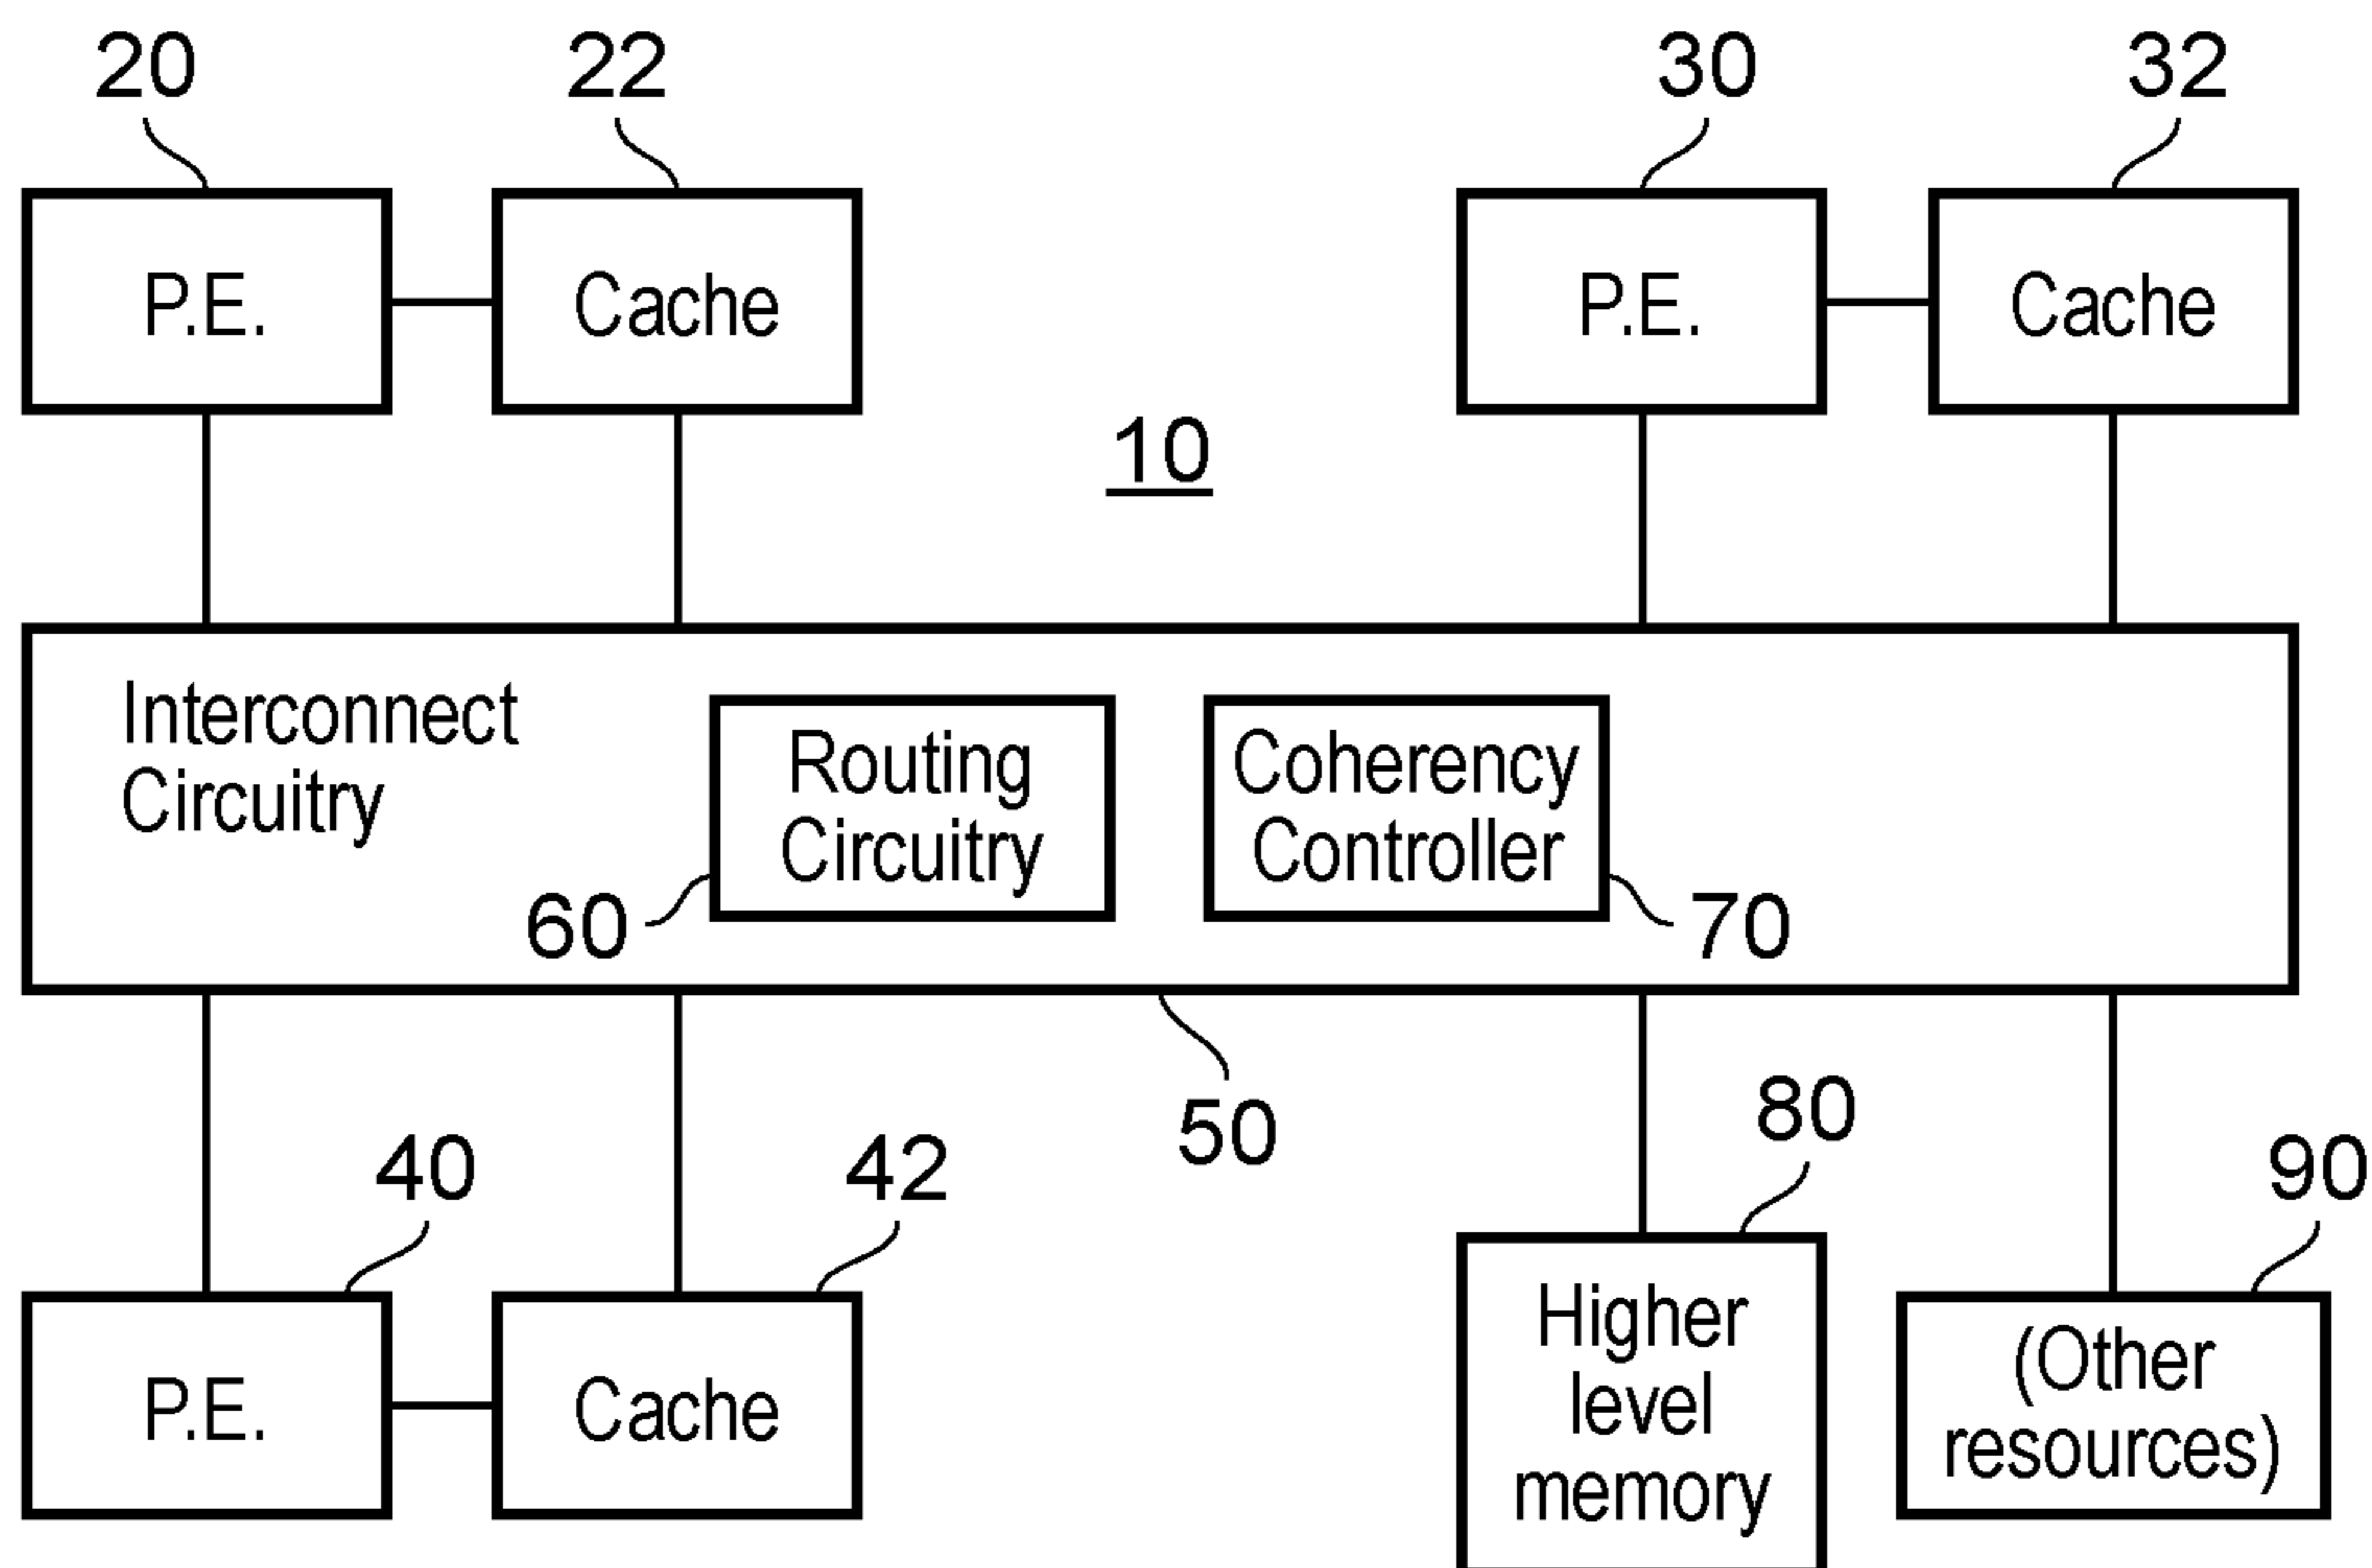 20
22
30
32
P.E.
Cache
P.E.
Cache
10
Interconnect
Circuitry
Routing
Circuitry
Coherency
Controller
60
70
50
80
40
42
90
P.E.
Cache
Higher
level
memory
(Other
resources)